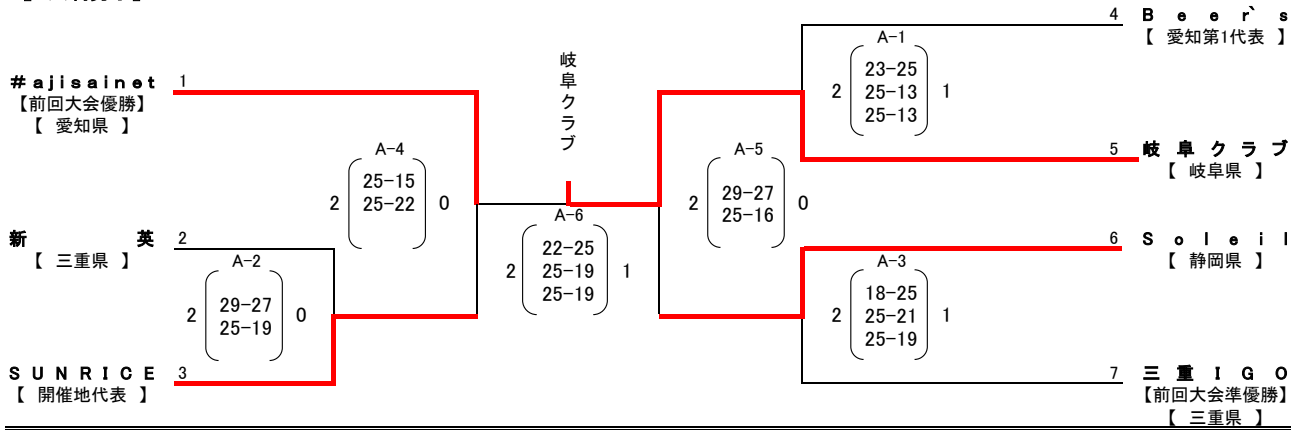 #ajisainet 1
【前回大会優勝】
【 愛知県 】
新 英 2
【 三重県 】
SUNRICE 3
【 開催地代表 】
A-2
2 0
29-27
25-19
A-4
2 0
25-15
25-22
岐阜クラブ
A-6
2 1
22-25
25-19
25-19
A-5
2 0
29-27
25-16
A-1
2 1
23-25
25-13
25-13
A-3
2 1
18-25
25-21
25-19
4 Beer`s
【 愛知第1代表 】
5 岐阜クラブ
【 岐阜県 】
6 Soleil
【 静岡県 】
7 三重IGO
【前回大会準優勝】
【 三重県 】